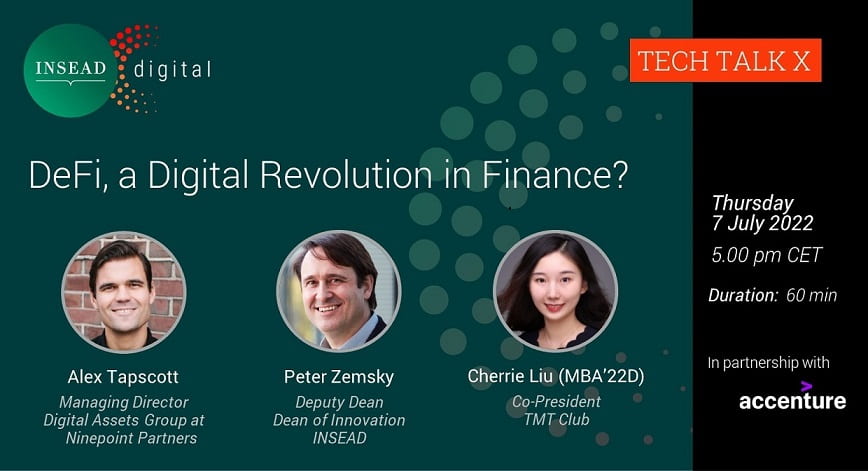 INSEAD
digital
TECH TALK X
DeFi, a Digital Revolution in Finance?
Alex Tapscott
Managing Director
Digital Assets Group at
Ninepoint Partners
Peter Zemsky
Deputy Dean
Dean of Innovation
INSEAD
Cherrie Liu (MBA'22D)
Co-President
TMT Club
Thursday
7 July 2022
5.00 pm CET
Duration: 60 min
In partnership with
accenture